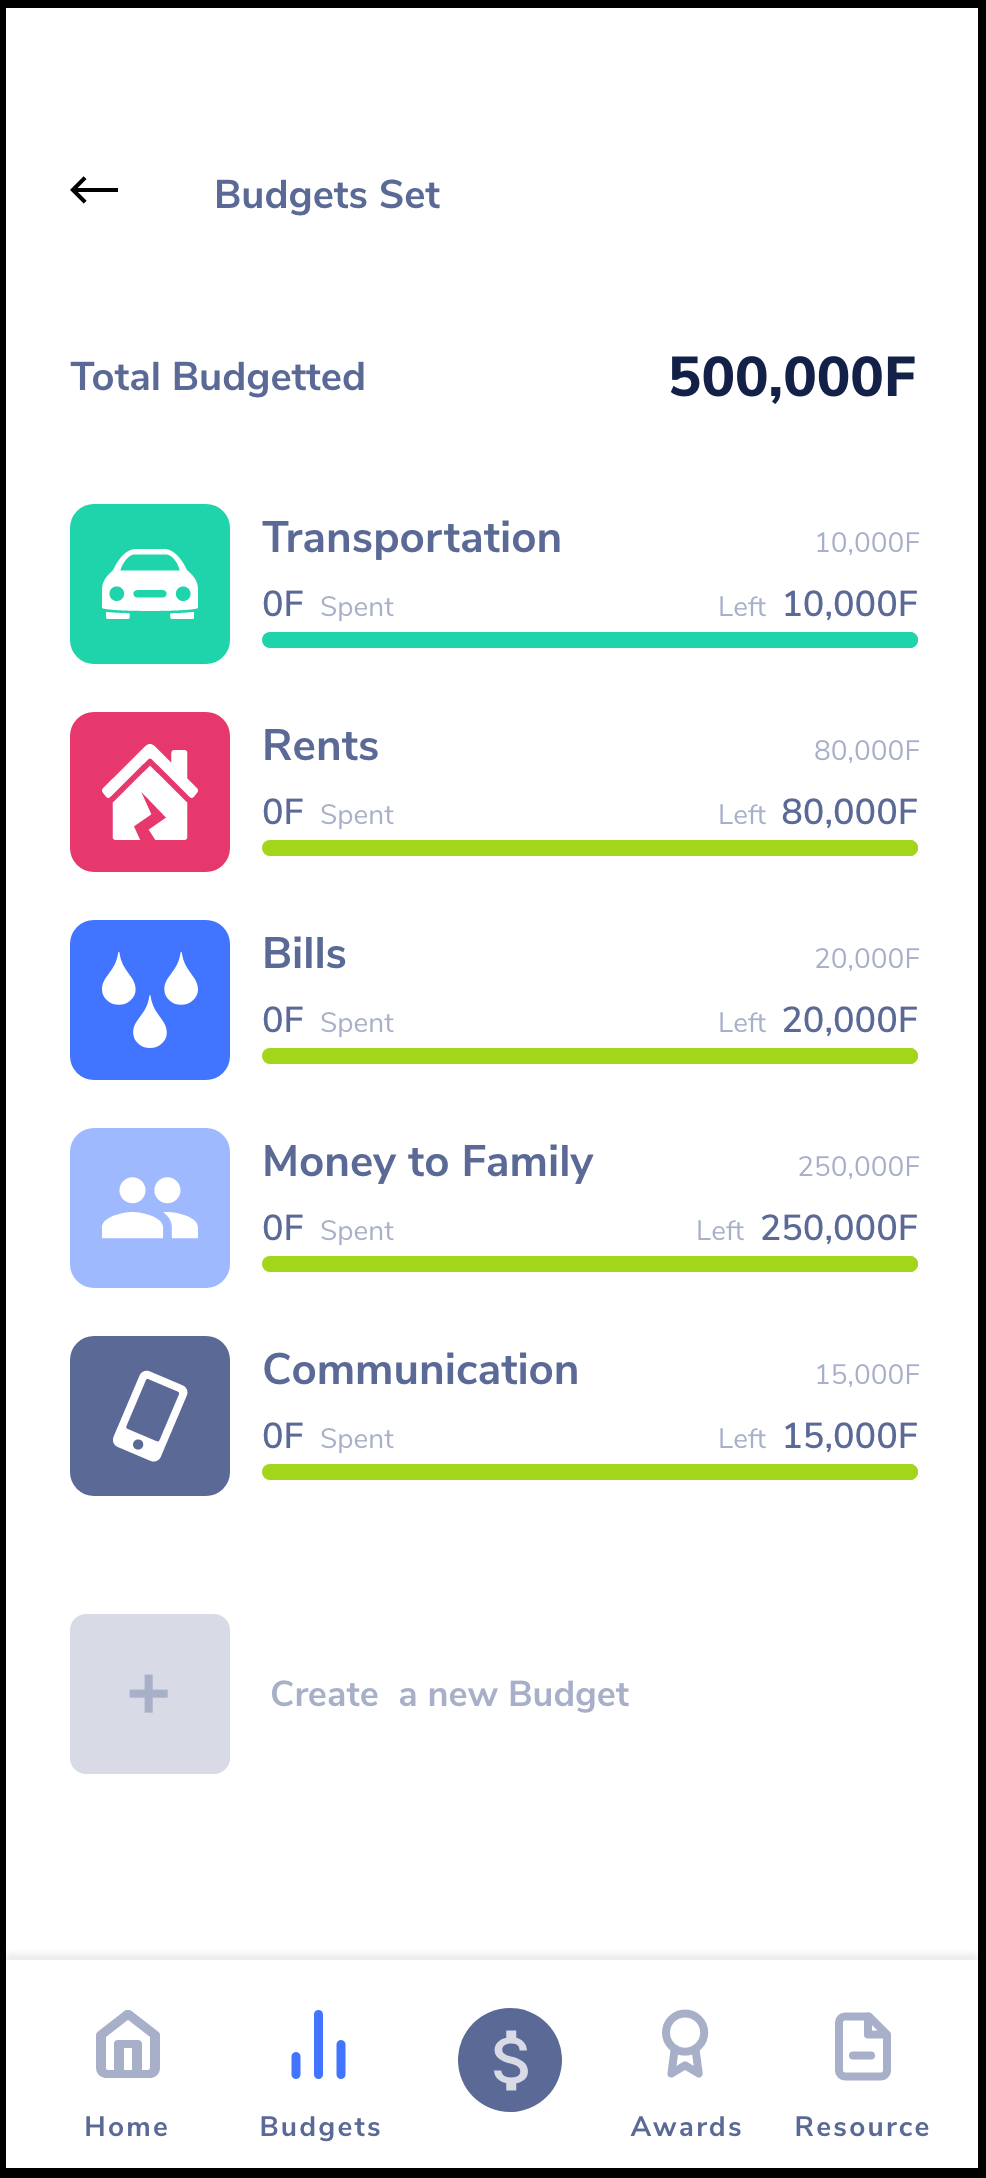 Budgets Set
Total Budgetted 500,000F
Transportation 10,000F
0F Spent Left 10,000F
Rents 80,000F
0F Spent Left 80,000F
Bills 20,000F
0F Spent Left 20,000F
Money to Family 250,000F
0F Spent Left 250,000F
Communication 15,000F
0F Spent Left 15,000F
+ Create a new Budget
$
Home Budgets Awards Resource